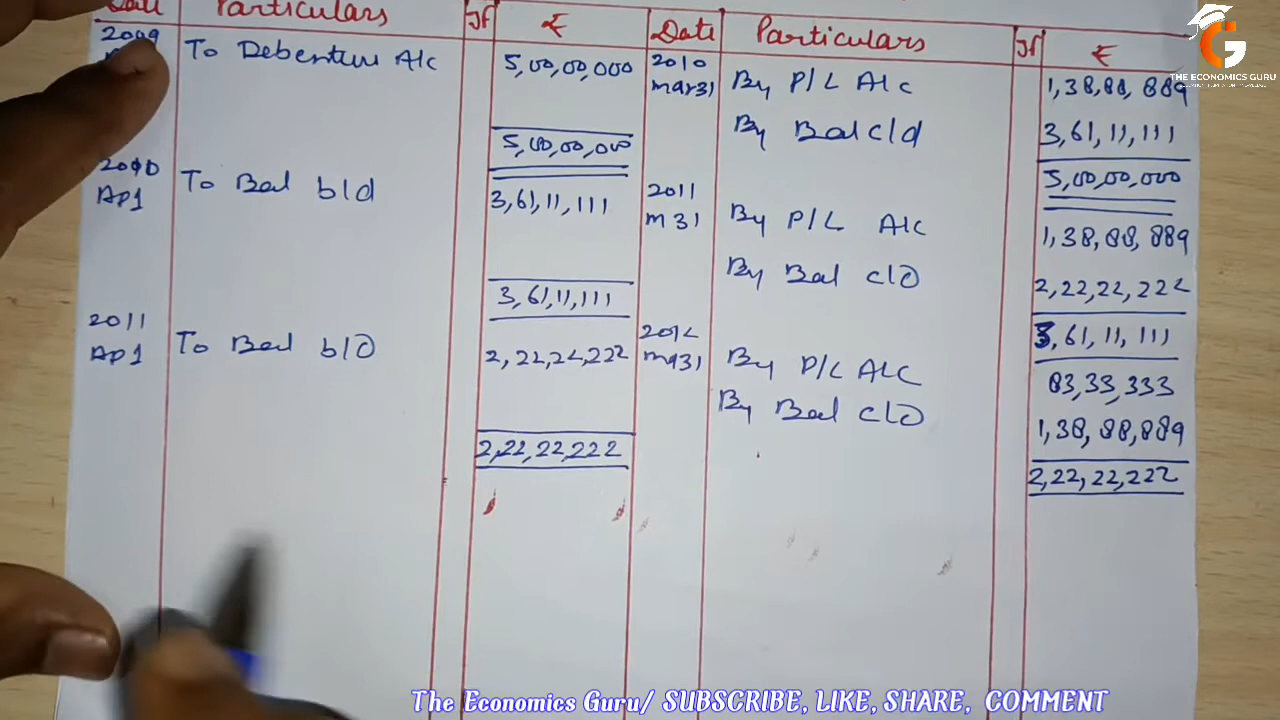 Date Particulars Jf ₹ Date Particulars Jf ₹
2009 To Debenture A/c 5,00,00,000 2010 mar31 By P/L A/c 1,38,88,889
By Bal c/d 3,61,11,111
5,00,00,000 5,00,00,000
2010 Ap1 To Bal b/d 3,61,11,111 2011 m 31 By P/L A/c 1,38,88,889
By Bal c/d 2,22,22,222
3,61,11,111 3,61,11,111
2011 Ap1 To Bal b/d 2,22,22,222 2012 ma31 By P/L A/c 83,33,333
By Bal c/d 1,38,88,889
2,22,22,222 2,22,22,222
THE ECONOMICS GURU
The Economics Guru/ SUBSCRIBE, LIKE, SHARE, COMMENT